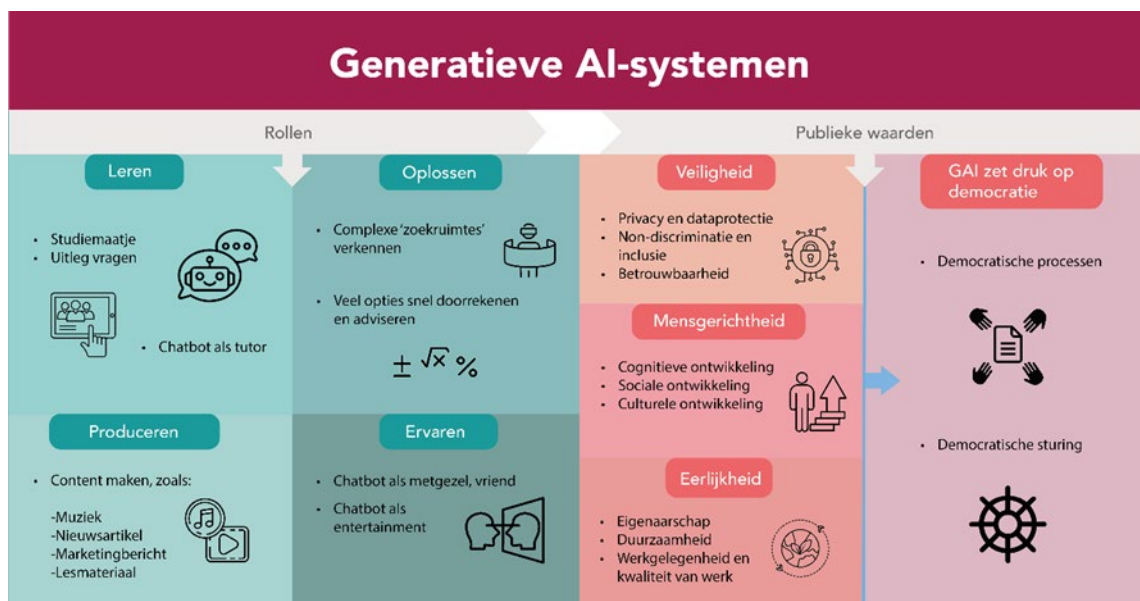 Generatieve AI-systemen
Rollen
Publieke waarden
Leren
• Studiemaatje
• Uitleg vragen
• Chatbot als tutor
Oplossen
• Complexe ‘zoekruimtes’
verkennen
• Veel opties snel doorrekenen
en adviseren
± √x %
Produceren
• Content maken, zoals:
-Muziek
-Nieuwsartikel
-Marketingbericht
-Lesmateriaal
Ervaren
• Chatbot als metgezel, vriend
• Chatbot als
entertainment
Veiligheid
• Privacy en dataprotectie
• Non-discriminatie en
inclusie
• Betrouwbaarheid
Mensgerichtheid
• Cognitieve ontwikkeling
• Sociale ontwikkeling
• Culturele ontwikkeling
Eerlijkheid
• Eigenaarschap
• Duurzaamheid
• Werkgelegenheid en
kwaliteit van werk
GAI zet druk op
democratie
• Democratische processen
• Democratische sturing